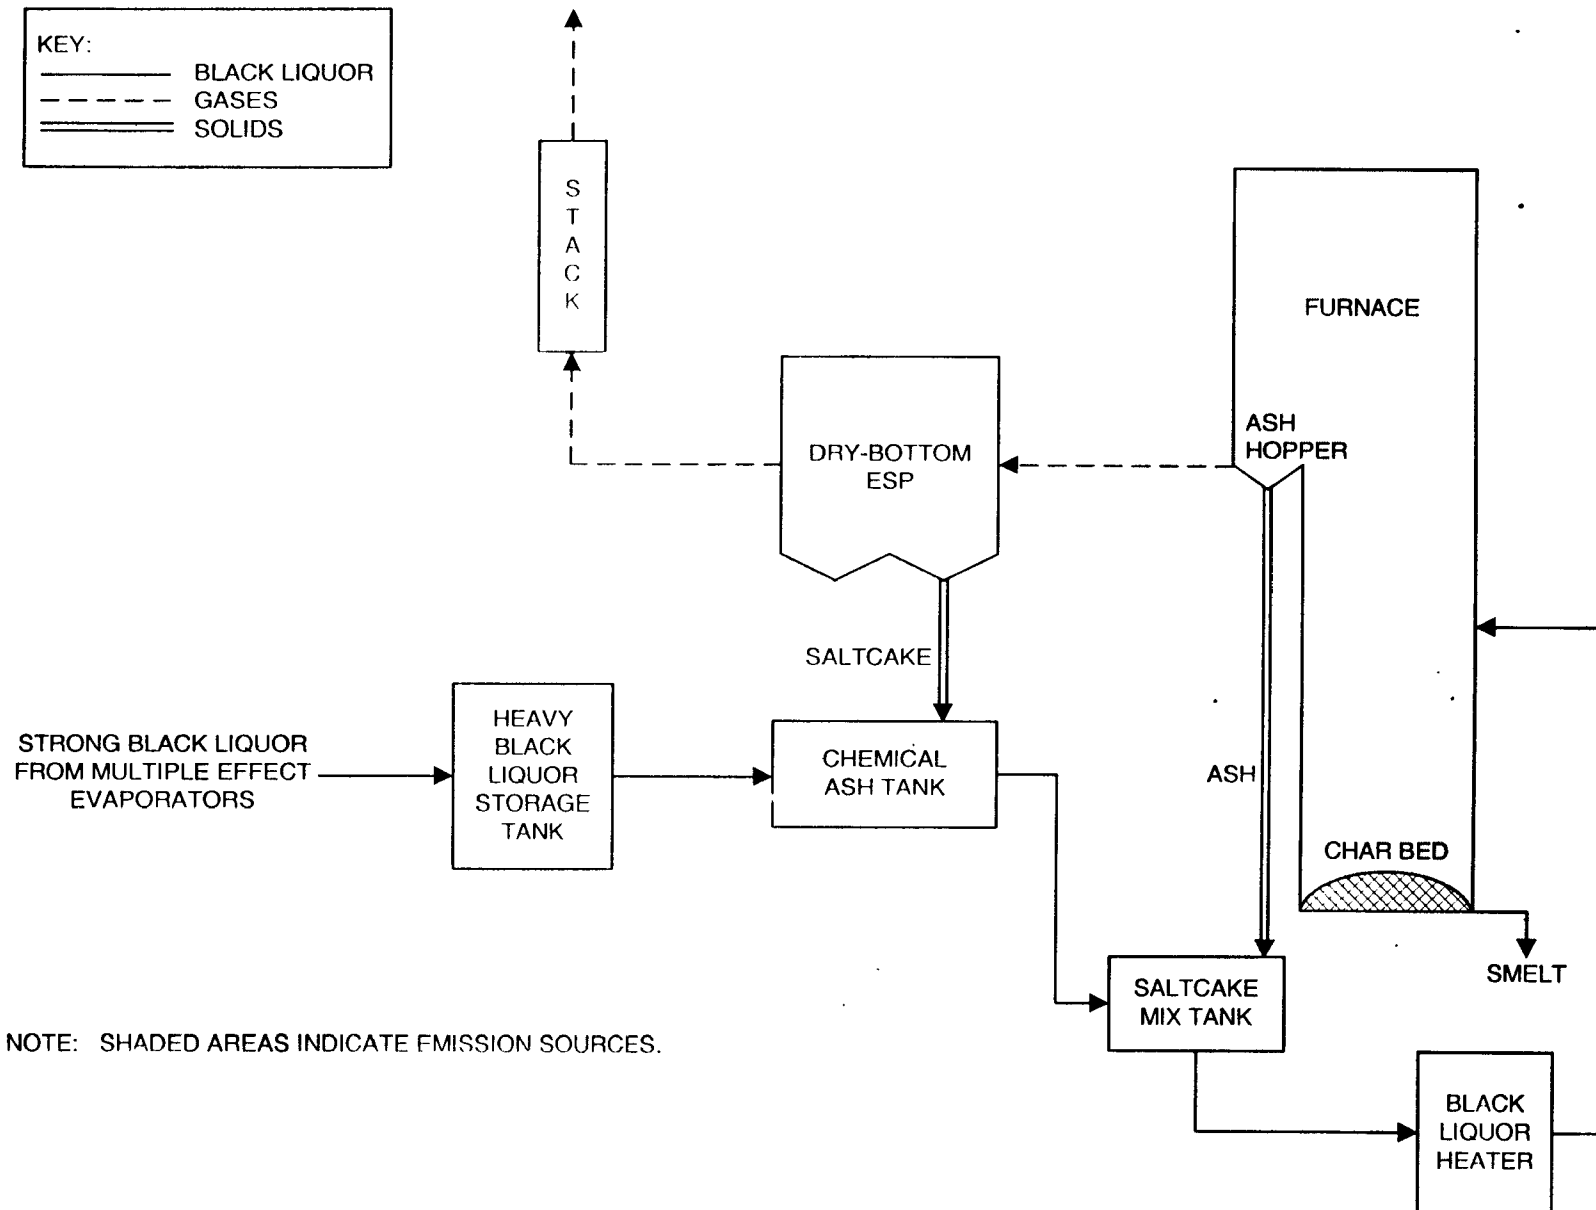 KEY:
BLACK LIQUOR
GASES
SOLIDS
S
T
A
C
K
FURNACE
ASH
HOPPER
DRY-BOTTOM
ESP
SALTCAKE
STRONG BLACK LIQUOR
FROM MULTIPLE EFFECT
EVAPORATORS
HEAVY
BLACK
LIQUOR
STORAGE
TANK
CHEMICAL
ASH TANK
ASH
CHAR BED
SMELT
SALTCAKE
MIX TANK
NOTE: SHADED AREAS INDICATE EMISSION SOURCES.
BLACK
LIQUOR
HEATER